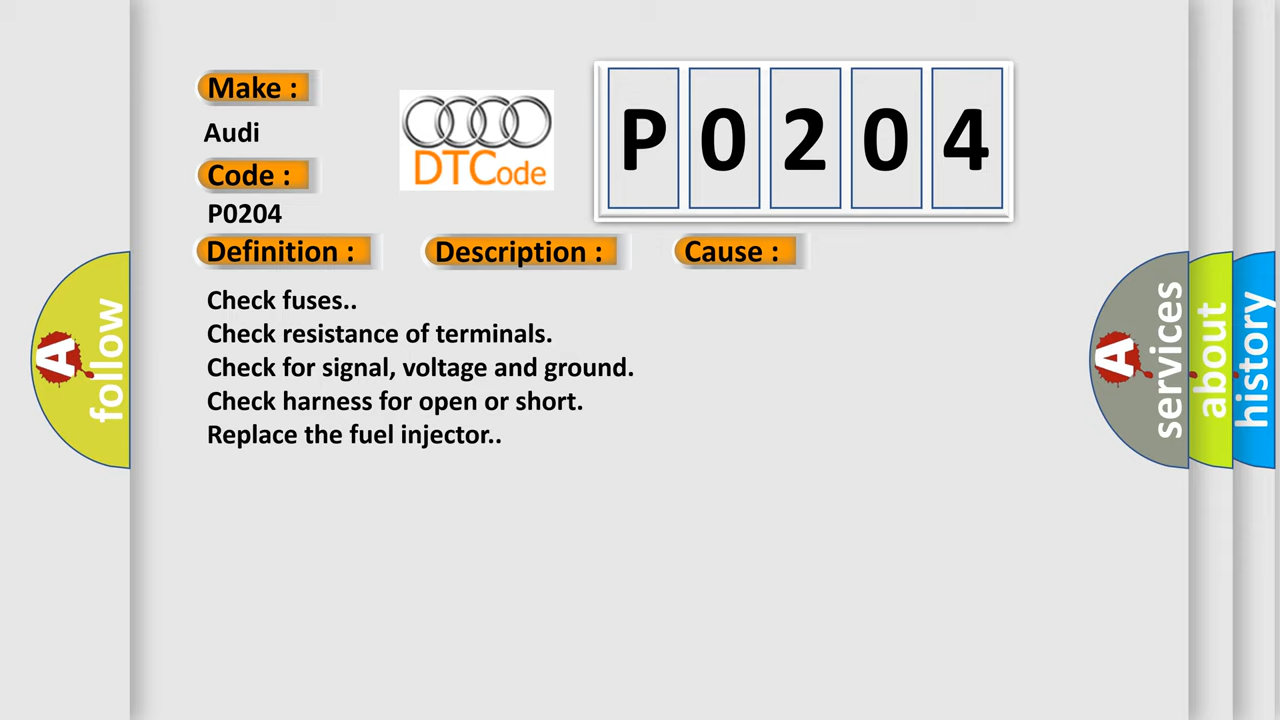 Make :
Audi
DTCode
P0204
Code :
P0204
Definition :
Description :
Cause :
Check fuses..
Check resistance of terminals.
Check for signal, voltage and ground.
Check harness for open or short.
Replace the fuel injector..
A
follow
A
services
about
history